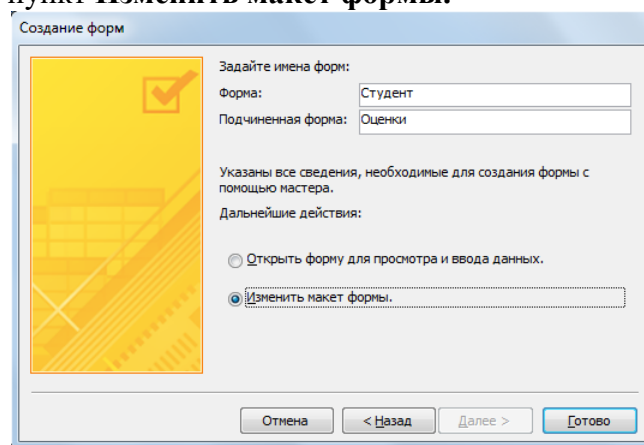 пункт Изменить макет формы.
Создание форм
Задайте имена форм:
Форма: Студент
Подчиненная форма: Оценки
Указаны все сведения, необходимые для создания формы с
помощью мастера.
Дальнейшие действия:
Открыть форму для просмотра и ввода данных.
Изменить макет формы.
Отмена < Назад Далее > Готово